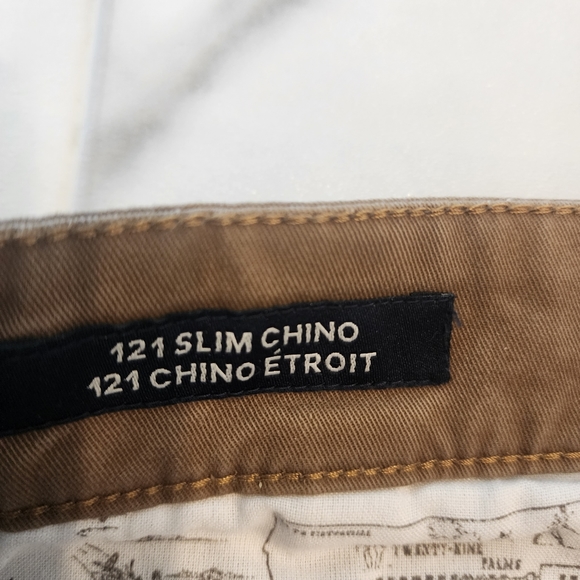 121 SLIM CHINO
121 CHINO ÉTROIT
TWENTY-NINE
PALMS